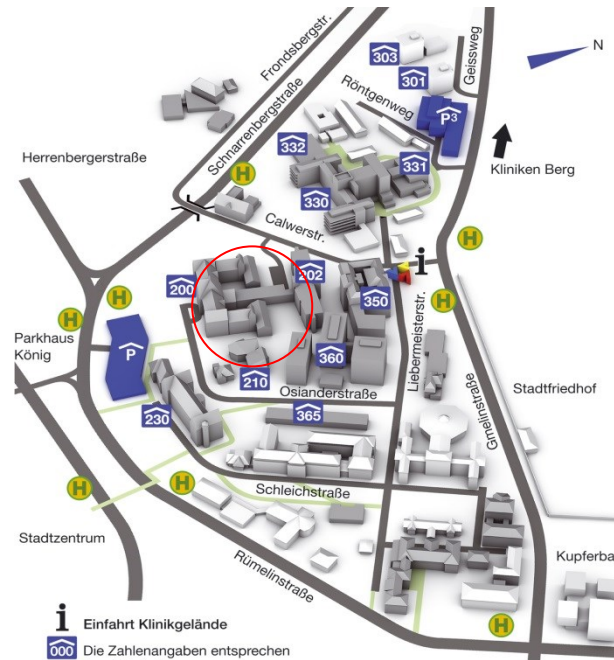 Frondsbergstr.
Schnarrenbergstraße
303
301
Geissweg
N
Röntgenweg
P3
Herrenbergerstraße
332
331
Kliniken Berg
H
330
Calwerstr.
i
H
200
202
350
H
H
H
Liebermeisterstr.
Parkhaus
König
P
360
210
Osianderstraße
Gmelinstraße
Stadtfriedhof
230
365
H
H
Schleichstraße
Stadtzentrum
Rümelinstraße
Kupferba
H
i Einfahrt Klinikgelände
000 Die Zahlenangaben entsprechen